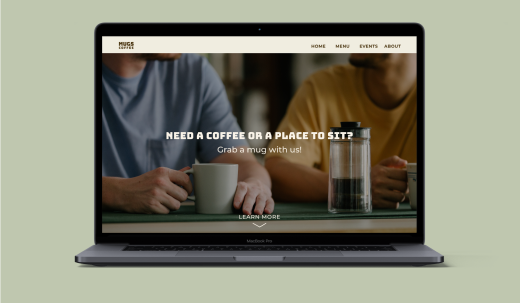 MUGS
COFFEE
HOME MENU EVENTS ABOUT
NEED A COFFEE OR A PLACE TO SIT?
Grab a mug with us!
LEARN MORE
MacBook Pro